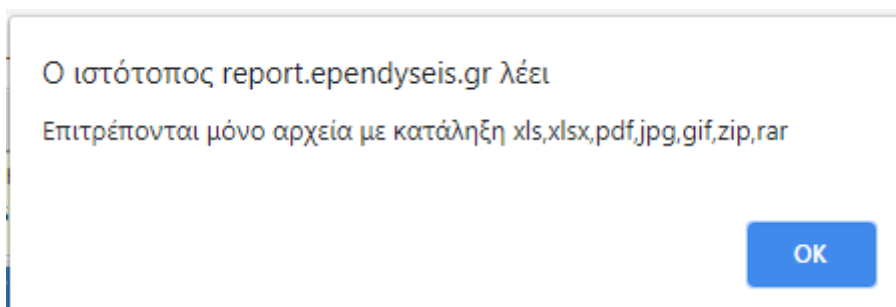 Ο ιστότοπος report.ependyseis.gr λέει
Επιτρέπονται μόνο αρχεία με κατάληξη xls,xlsx,pdf,jpg,gif,zip,rar
OK